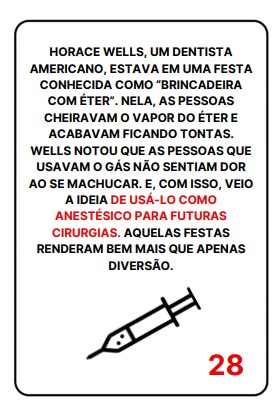 HORACE WELLS, UM DENTISTA
AMERICANO, ESTAVA EM UMA FESTA
CONHECIDA COMO “BRINCADEIRA
COM ÉTER”. NELA, AS PESSOAS
CHEIRAVAM O VAPOR DO ÉTER E
ACABAVAM FICANDO TONTAS.
WELLS NOTOU QUE AS PESSOAS QUE
USAVAM O GÁS NÃO SENTIAM DOR
AO SE MACHUCAR. E, COM ISSO, VEIO
A IDEIA DE USÁ-LO COMO
ANESTÉSICO PARA FUTURAS
CIRURGIAS. AQUELAS FESTAS
RENDERAM BEM MAIS QUE APENAS
DIVERSÃO.
28